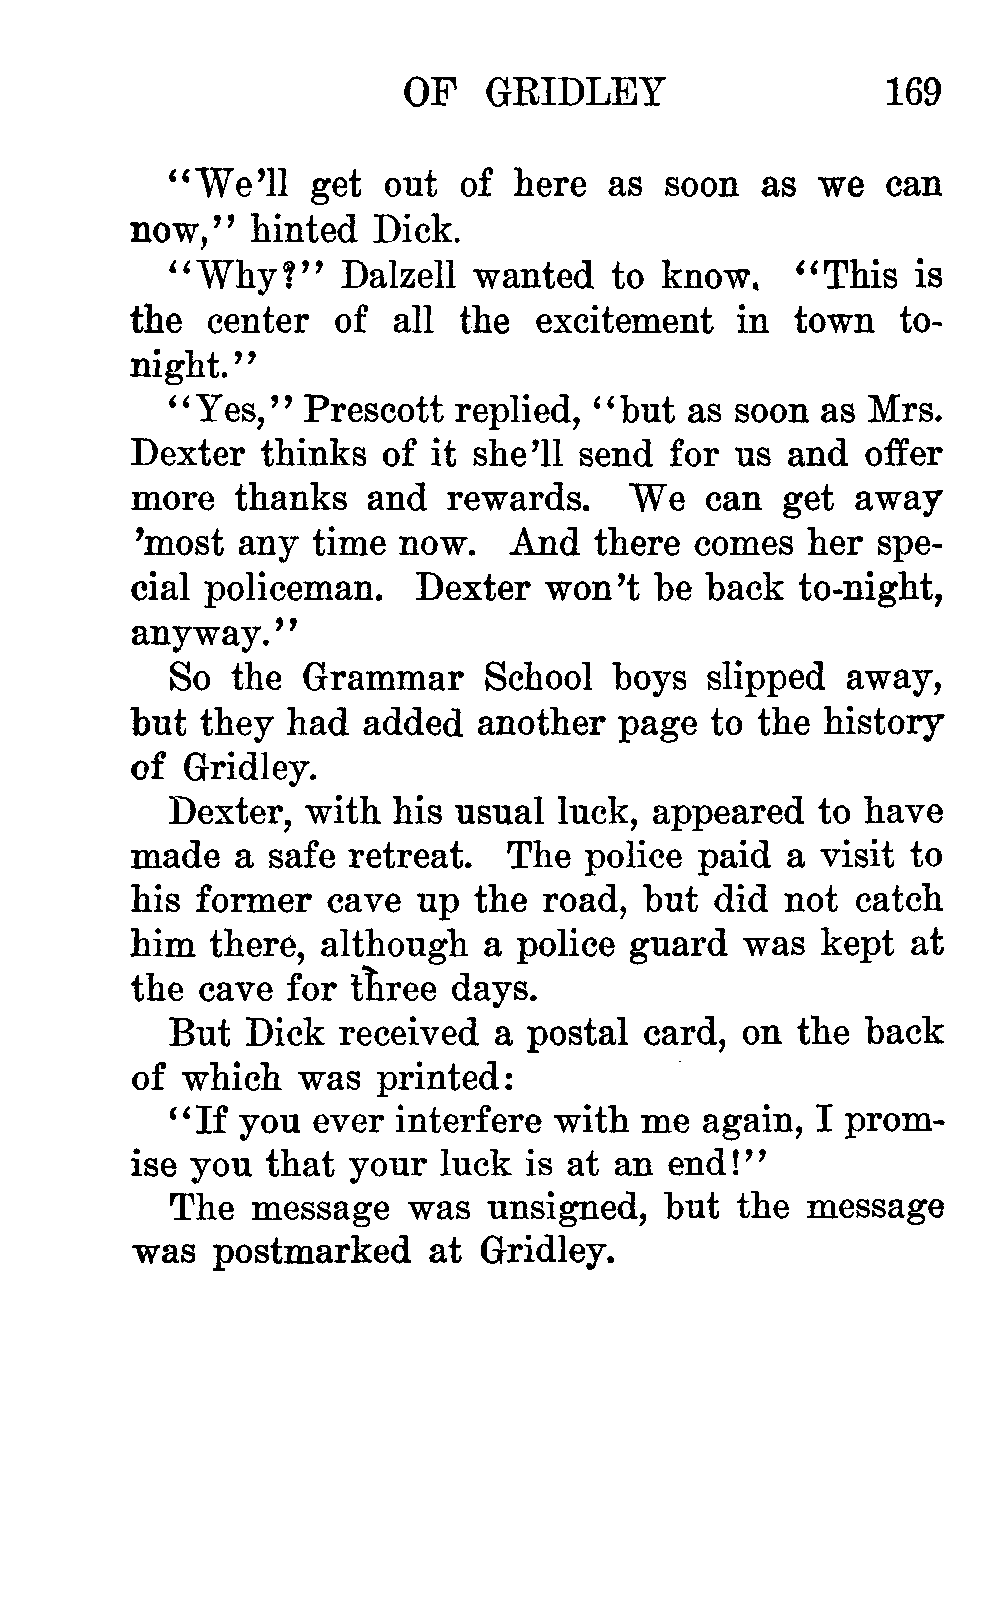 OF GRIDLEY 169
"We'll get out of here as soon as we can
now," hinted Dick.
"Why?" Dalzell wanted to know. "This is
the center of all the excitement in town to-
night."
"Yes," Prescott replied, "but as soon as Mrs.
Dexter thinks of it she'll send for us and offer
more thanks and rewards. We can get away
'most any time now. And there comes her spe-
cial policeman. Dexter won't be back to-night,
anyway."
So the Grammar School boys slipped away,
but they had added another page to the history
of Gridley.
Dexter, with his usual luck, appeared to have
made a safe retreat. The police paid a visit to
his former cave up the road, but did not catch
him there, although a police guard was kept at
the cave for three days.
But Dick received a postal card, on the back
of which was printed:
"If you ever interfere with me again, I prom-
ise you that your luck is at an end!"
The message was unsigned, but the message
was postmarked at Gridley.